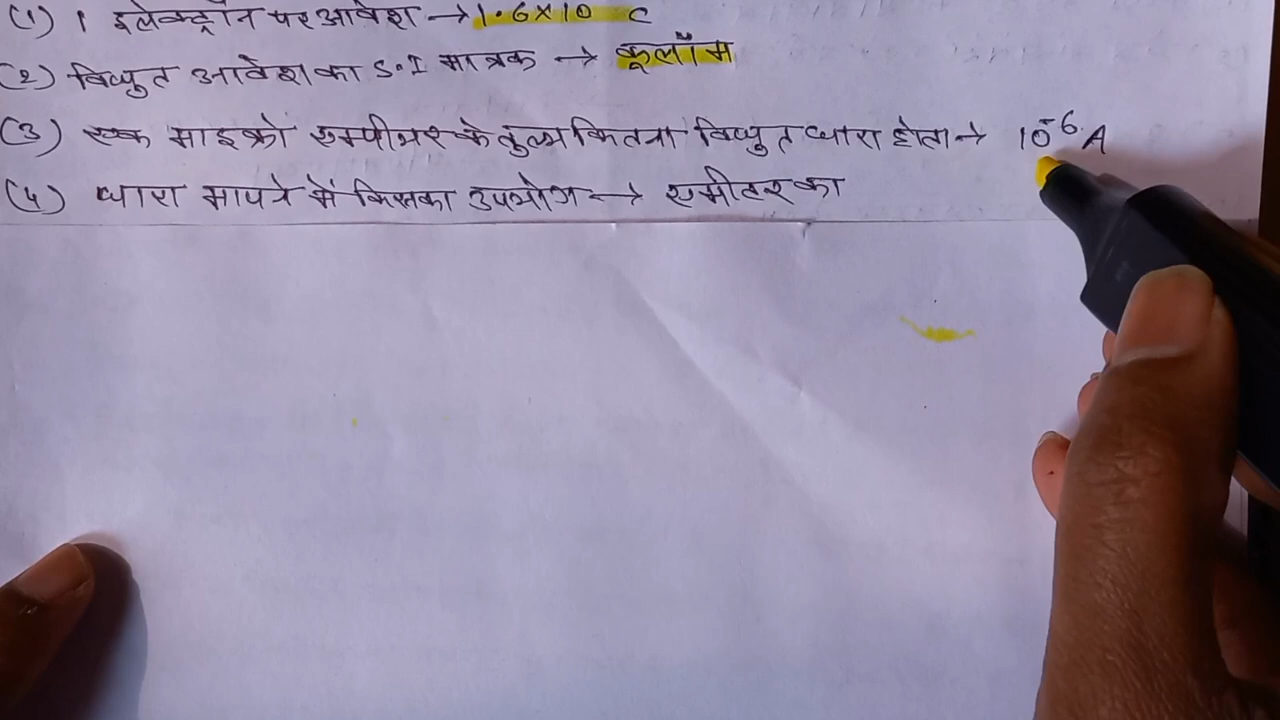 (1) 1 इलेक्ट्रॉन पर आवेश → 1.6×10 C
(2) विद्युत आवेश का S.I मात्रक → कूलॉम
(3) एक माइक्रो एम्पीयर के तुल्य कितना विद्युत धारा होता → 10⁻⁶ A
(4) धारा मापने में किसका उपयोग → एमीटर का